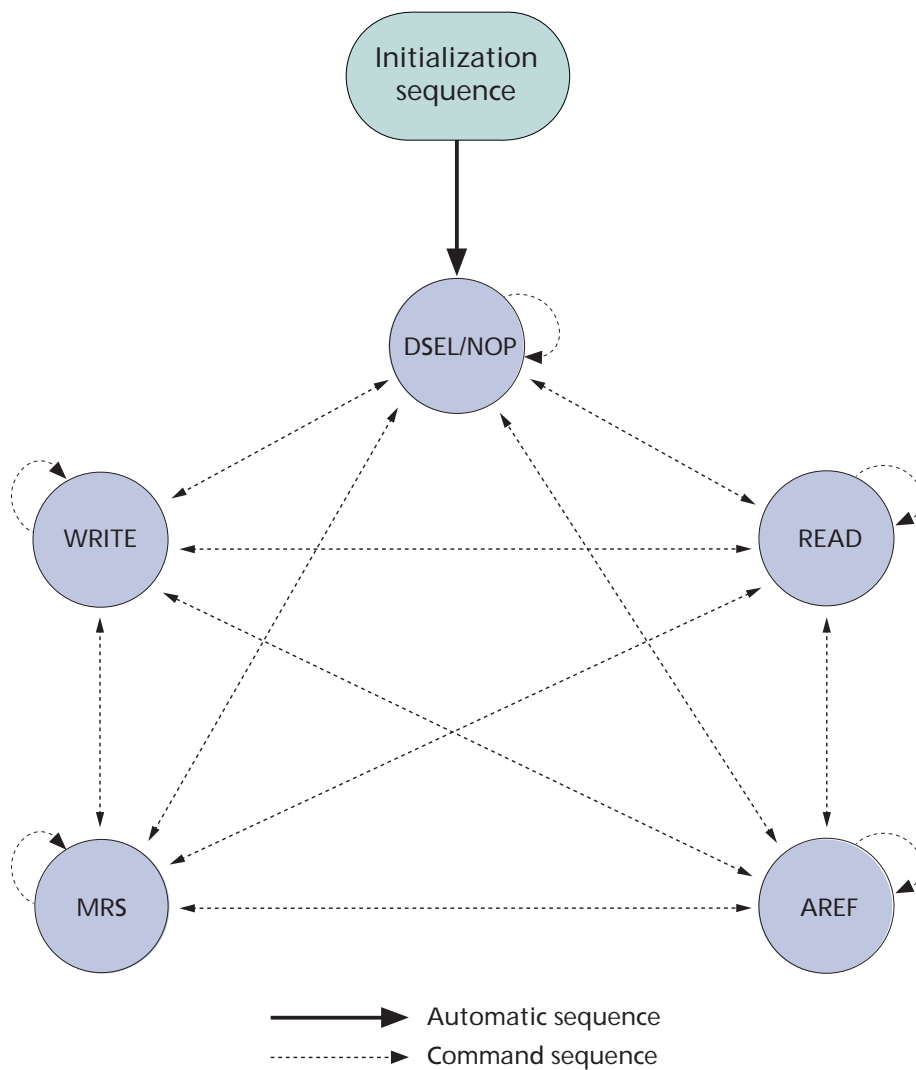 Initialization
sequence
DSEL/NOP
WRITE
READ
MRS
AREF
Automatic sequence
Command sequence